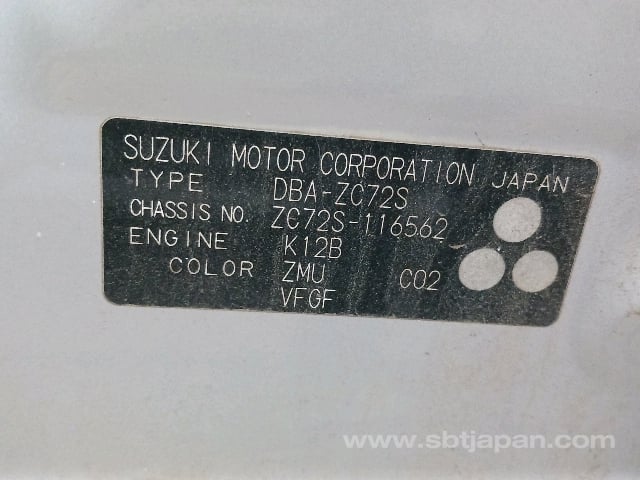 SUZUKI MOTOR CORPORATION JAPAN
TYPE DBA-ZC72S
CHASSIS NO. ZC72S-116562
ENGINE K12B
COLOR ZMU C02
VFGF
www.sbtjapan.com